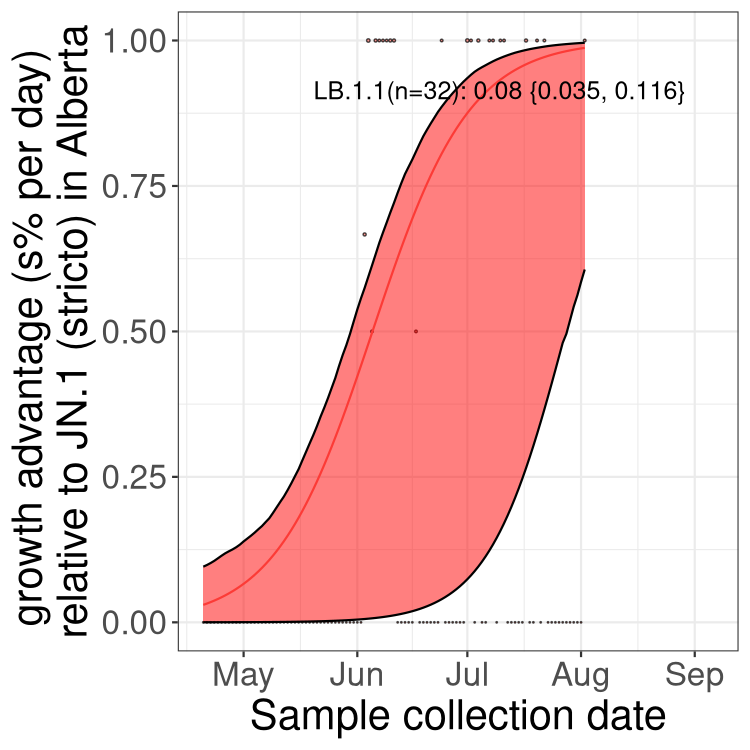 growth advantage (s% per day)
relative to JN.1 (stricto) in Alberta
1.00
0.75
0.50
0.25
0.00
LB.1.1(n=32): 0.08 {0.035, 0.116}
May Jun Jul Aug Sep
Sample collection date